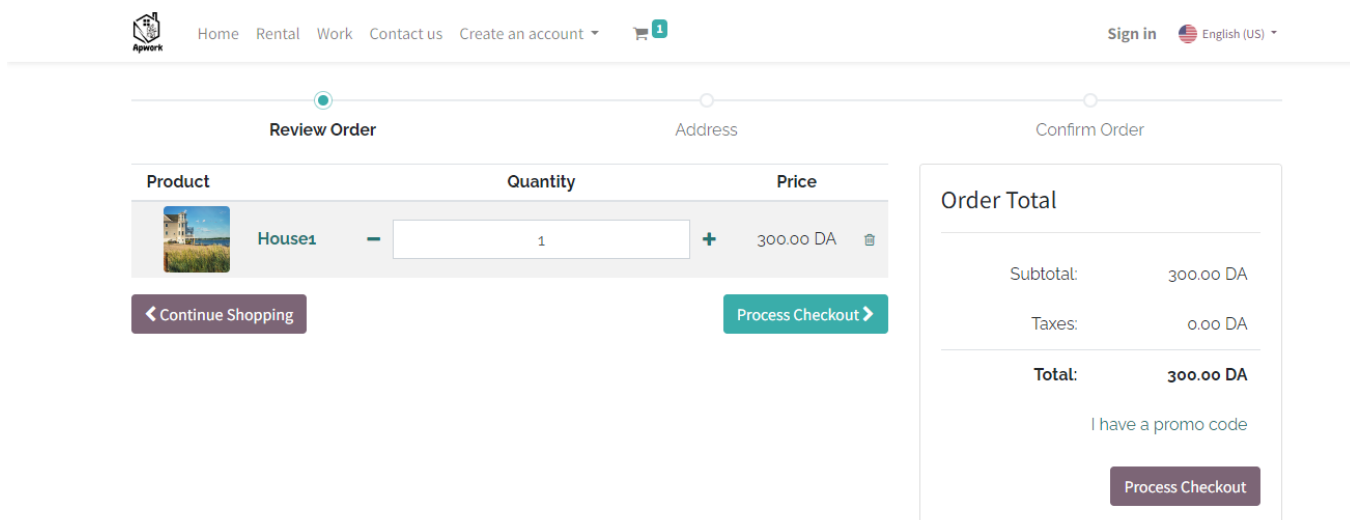 Apwork
Home Rental Work Contact us Create an account 1 Sign in English (US)
Review Order Address Confirm Order
Product Quantity Price
House1 1 300.00 DA
Continue Shopping Process Checkout
Order Total
Subtotal: 300.00 DA
Taxes: 0.00 DA
Total: 300.00 DA
I have a promo code
Process Checkout